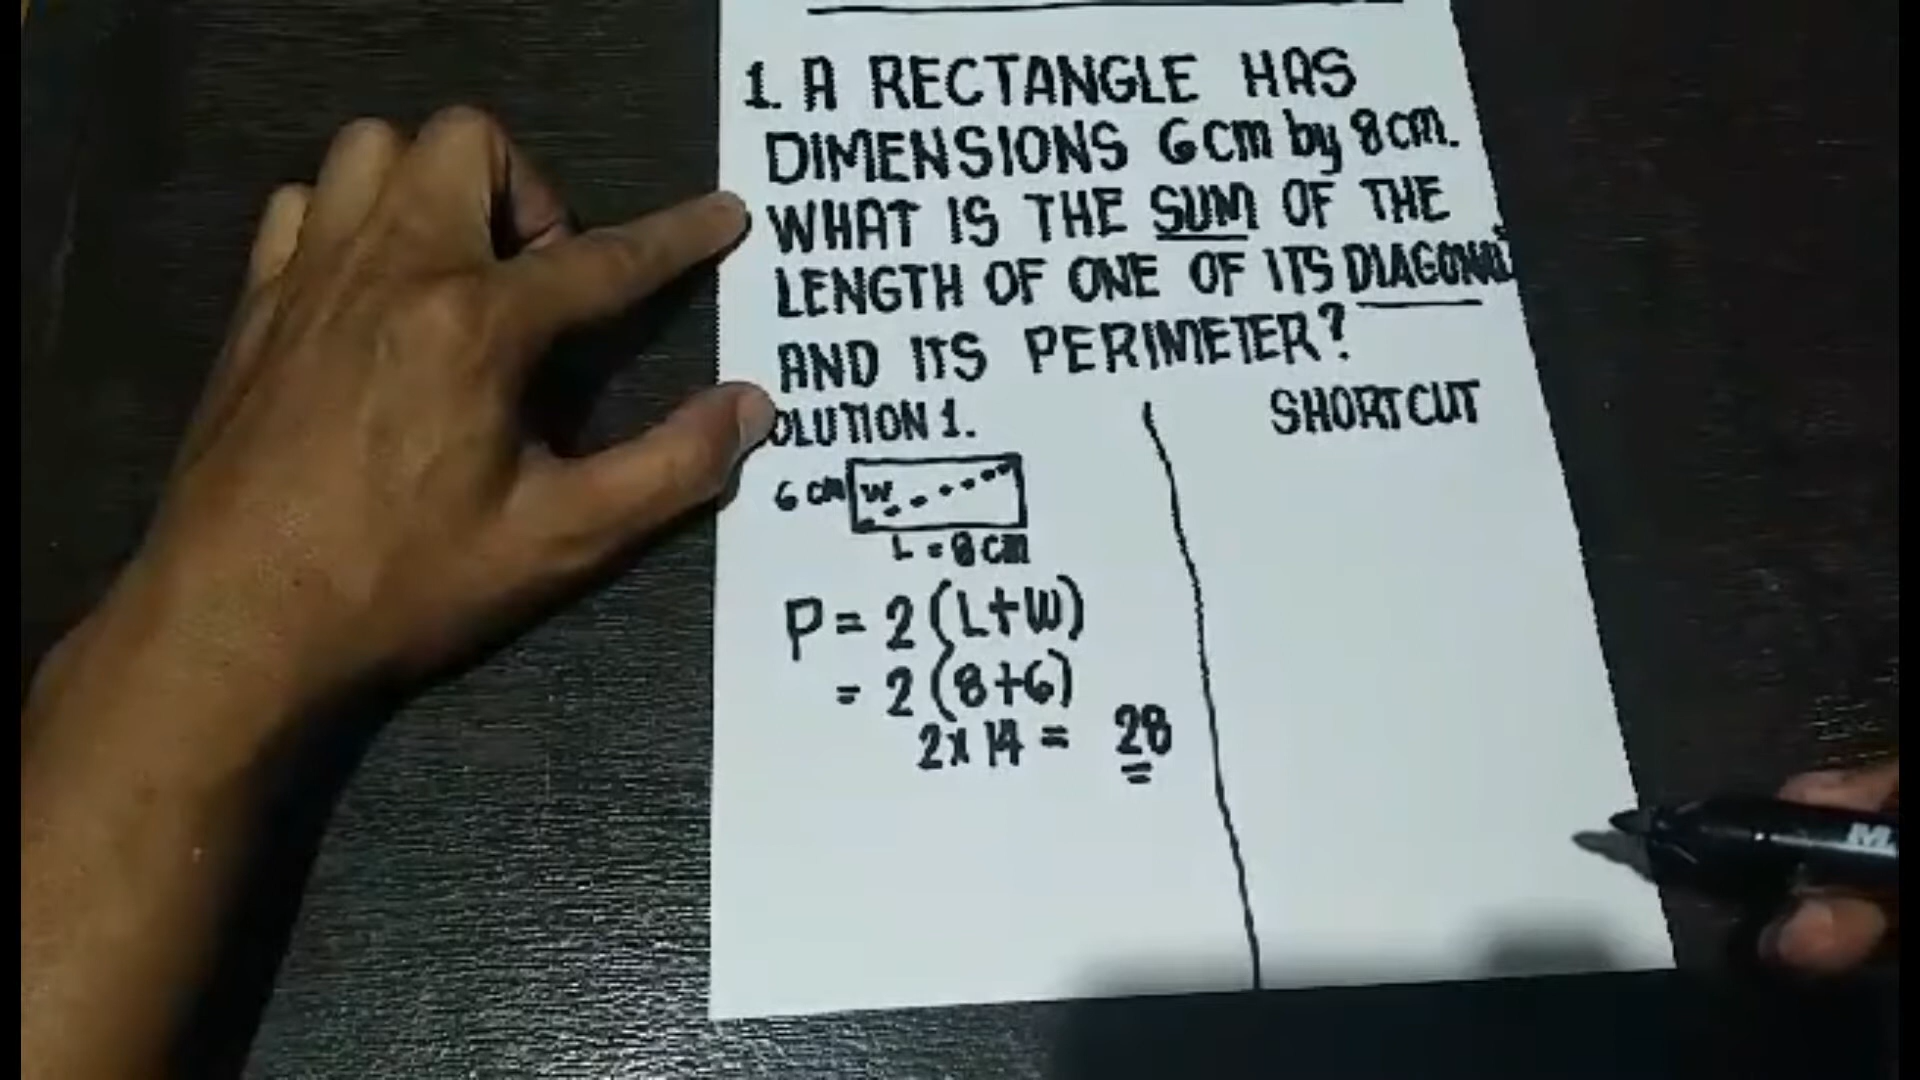 1. A RECTANGLE HAS
DIMENSIONS 6cm by 8cm.
WHAT IS THE SUM OF THE
LENGTH OF ONE OF ITS DIAGONAL
AND ITS PERIMETER?
OLUTION 1.
SHORTCUT
6 cm W
L = 8 cm
P = 2 (L+W)
= 2 (8+6)
2x 14 = 28
M